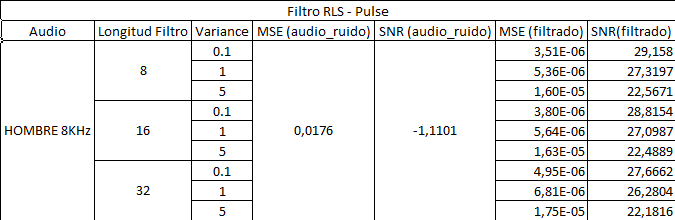 Filtro RLS - Pulse
Audio Longitud Filtro Variance MSE (audio_ruido) SNR (audio_ruido) MSE (filtrado) SNR(filtrado)
HOMBRE 8KHz 8 0.1 0,0176 -1,1101 3,51E-06 29,158
1 5,36E-06 27,3197
5 1,60E-05 22,5671
16 0.1 3,80E-06 28,8154
1 5,64E-06 27,0987
5 1,63E-05 22,4889
32 0.1 4,95E-06 27,6662
1 6,81E-06 26,2804
5 1,75E-05 22,1816